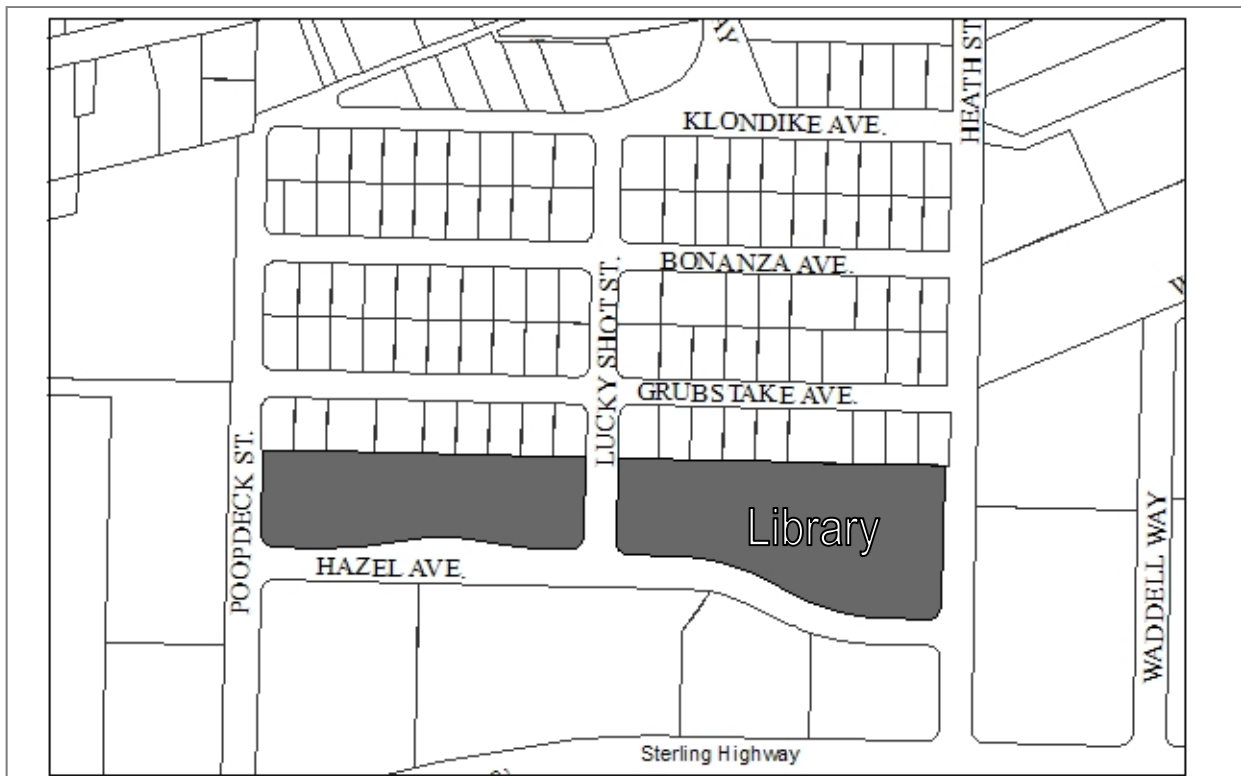 HEATH ST
KLONDIKE AVE.
BONANZA AVE.
LUCKY SHOT ST.
GRUBSTAKE AVE.
POOPDECK ST.
Library
HAZEL AVE.
WADDELL WAY
Sterling Highway